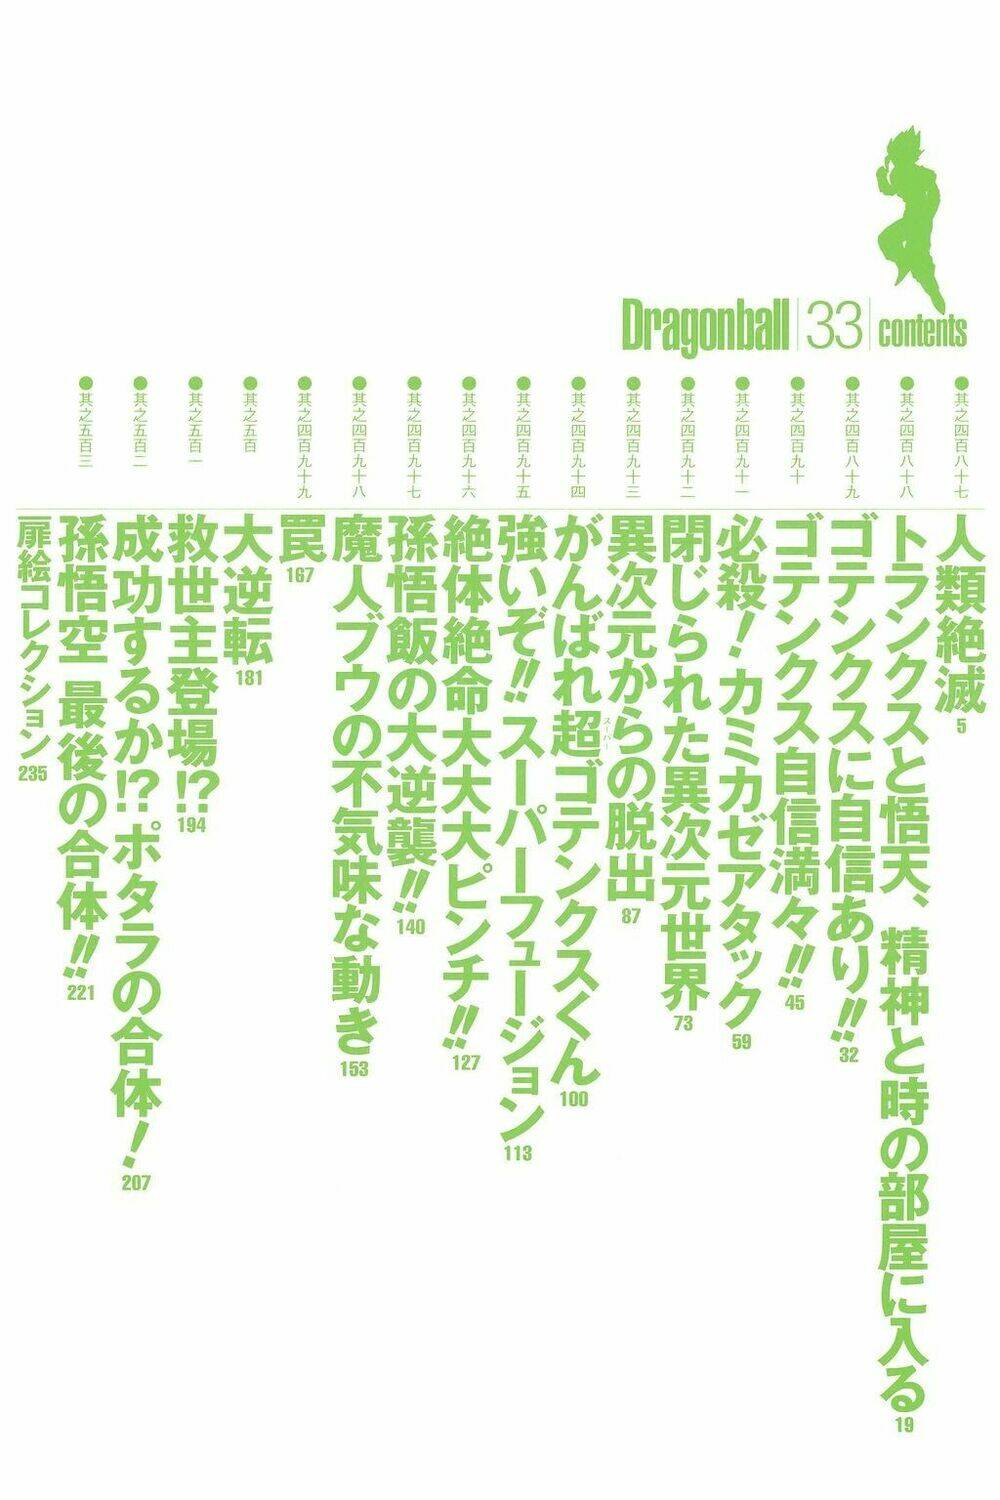 Dragonball 33 contents
●其之四百八十七
人類絶滅 5
●其之四百八十八
トランクスと悟天、精神と時の部屋に入る 19
●其之四百八十九
ゴテンクスに自信あり!! 32
●其之四百九十
ゴテンクス自信満々!! 45
●其之四百九十一
必殺!カミカゼアタック 59
●其之四百九十二
閉じられた異次元世界 73
●其之四百九十三
異次元からの脱出 87
●其之四百九十四
がんばれ超ゴテンクスくん 100
スーパー
●其之四百九十五
強いぞ!!スーパーフュージョン 113
●其之四百九十六
絶体絶命大大大ピンチ!! 127
●其之四百九十七
孫悟飯の大逆襲!! 140
●其之四百九十八
魔人ブウの不気味な動き 153
●其之四百九十九
罠 167
●其之五百
大逆転 181
●其之五百一
救世主登場!? 194
●其之五百二
成功するか!?ポタラの合体! 207
●其之五百三
孫悟空 最後の合体!! 221
扉絵コレクション 235